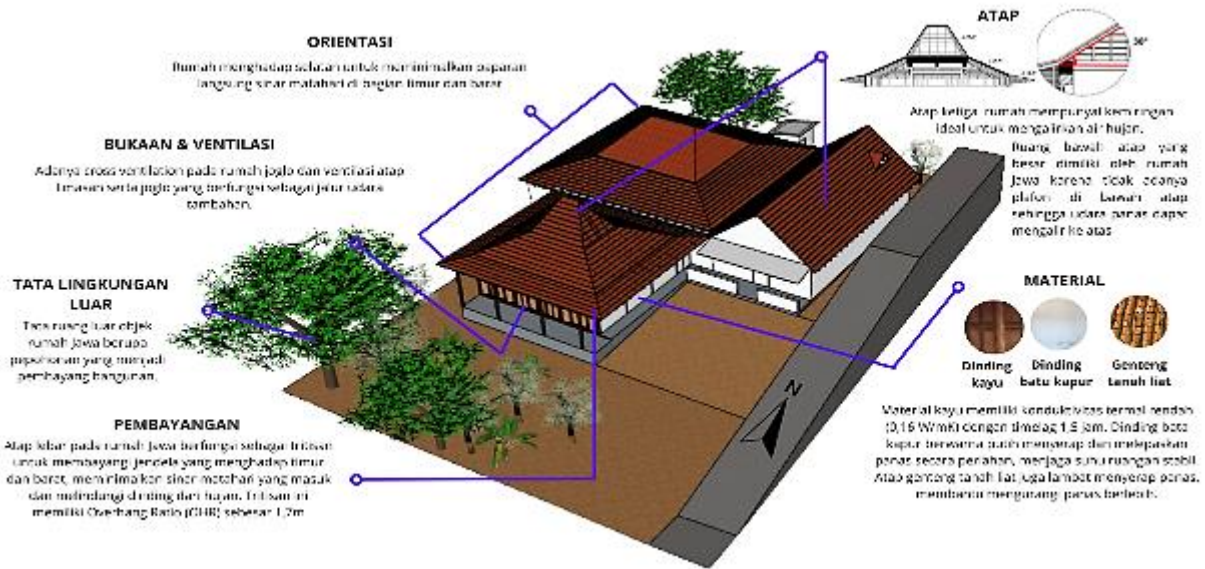 ORIENTASI
Rumah menghadap selatan untuk meminimalkan paparan
langsung sinar matahari di bagian timur dan barat
BUKAAN & VENTILASI
Adanya cross ventilation pada rumah joglo dan ventilasi atap
limasan serta joglo yang berfungsi sebagai jalur udara
tambahan.
TATA LINGKUNGAN
LUAR
Tata ruang luar objek
rumah Jawa berupa
pepohonan yang menjadi
pembayang bangunan.
PEMBAYANGAN
Atap lebar pada rumah Jawa berfungsi sebagai tritisan
untuk membayangi jendela yang menghadap timur
dan barat, meminimalkan sinar matahari yang masuk
dan melindungi dinding dari hujan. Tritisan ini
memiliki Overhang Ratio (OHR) sebesar 1,7m
ATAP
30°
Atap ketiga rumah mempunyai kemiringan
ideal untuk mengalirkan air hujan.
Ruang bawah atap yang
besar dimiliki oleh rumah
Jawa karena tidak adanya
plafon di bawah atap
sehingga udara panas dapat
mengalir ke atas
MATERIAL
Dinding
kayu
Dinding
batu kapur
Genteng
tanah liat
Material kayu memiliki konduktivitas termal rendah
(0,16 W/mK) dengan timelag 1,5 jam. Dinding bata
kapur berwarna putih menyerap dan melepaskan
panas secara perlahan, menjaga suhu ruangan stabil.
Atap genteng tanah liat juga lambat menyerap panas,
membantu mengurangi panas berlebih.
N